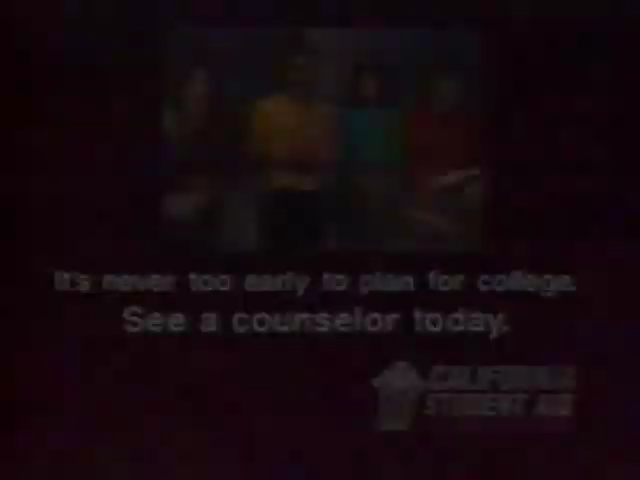 It's never too early to plan for college.
See a counselor today.
CALIFORNIA
STUDENT AID